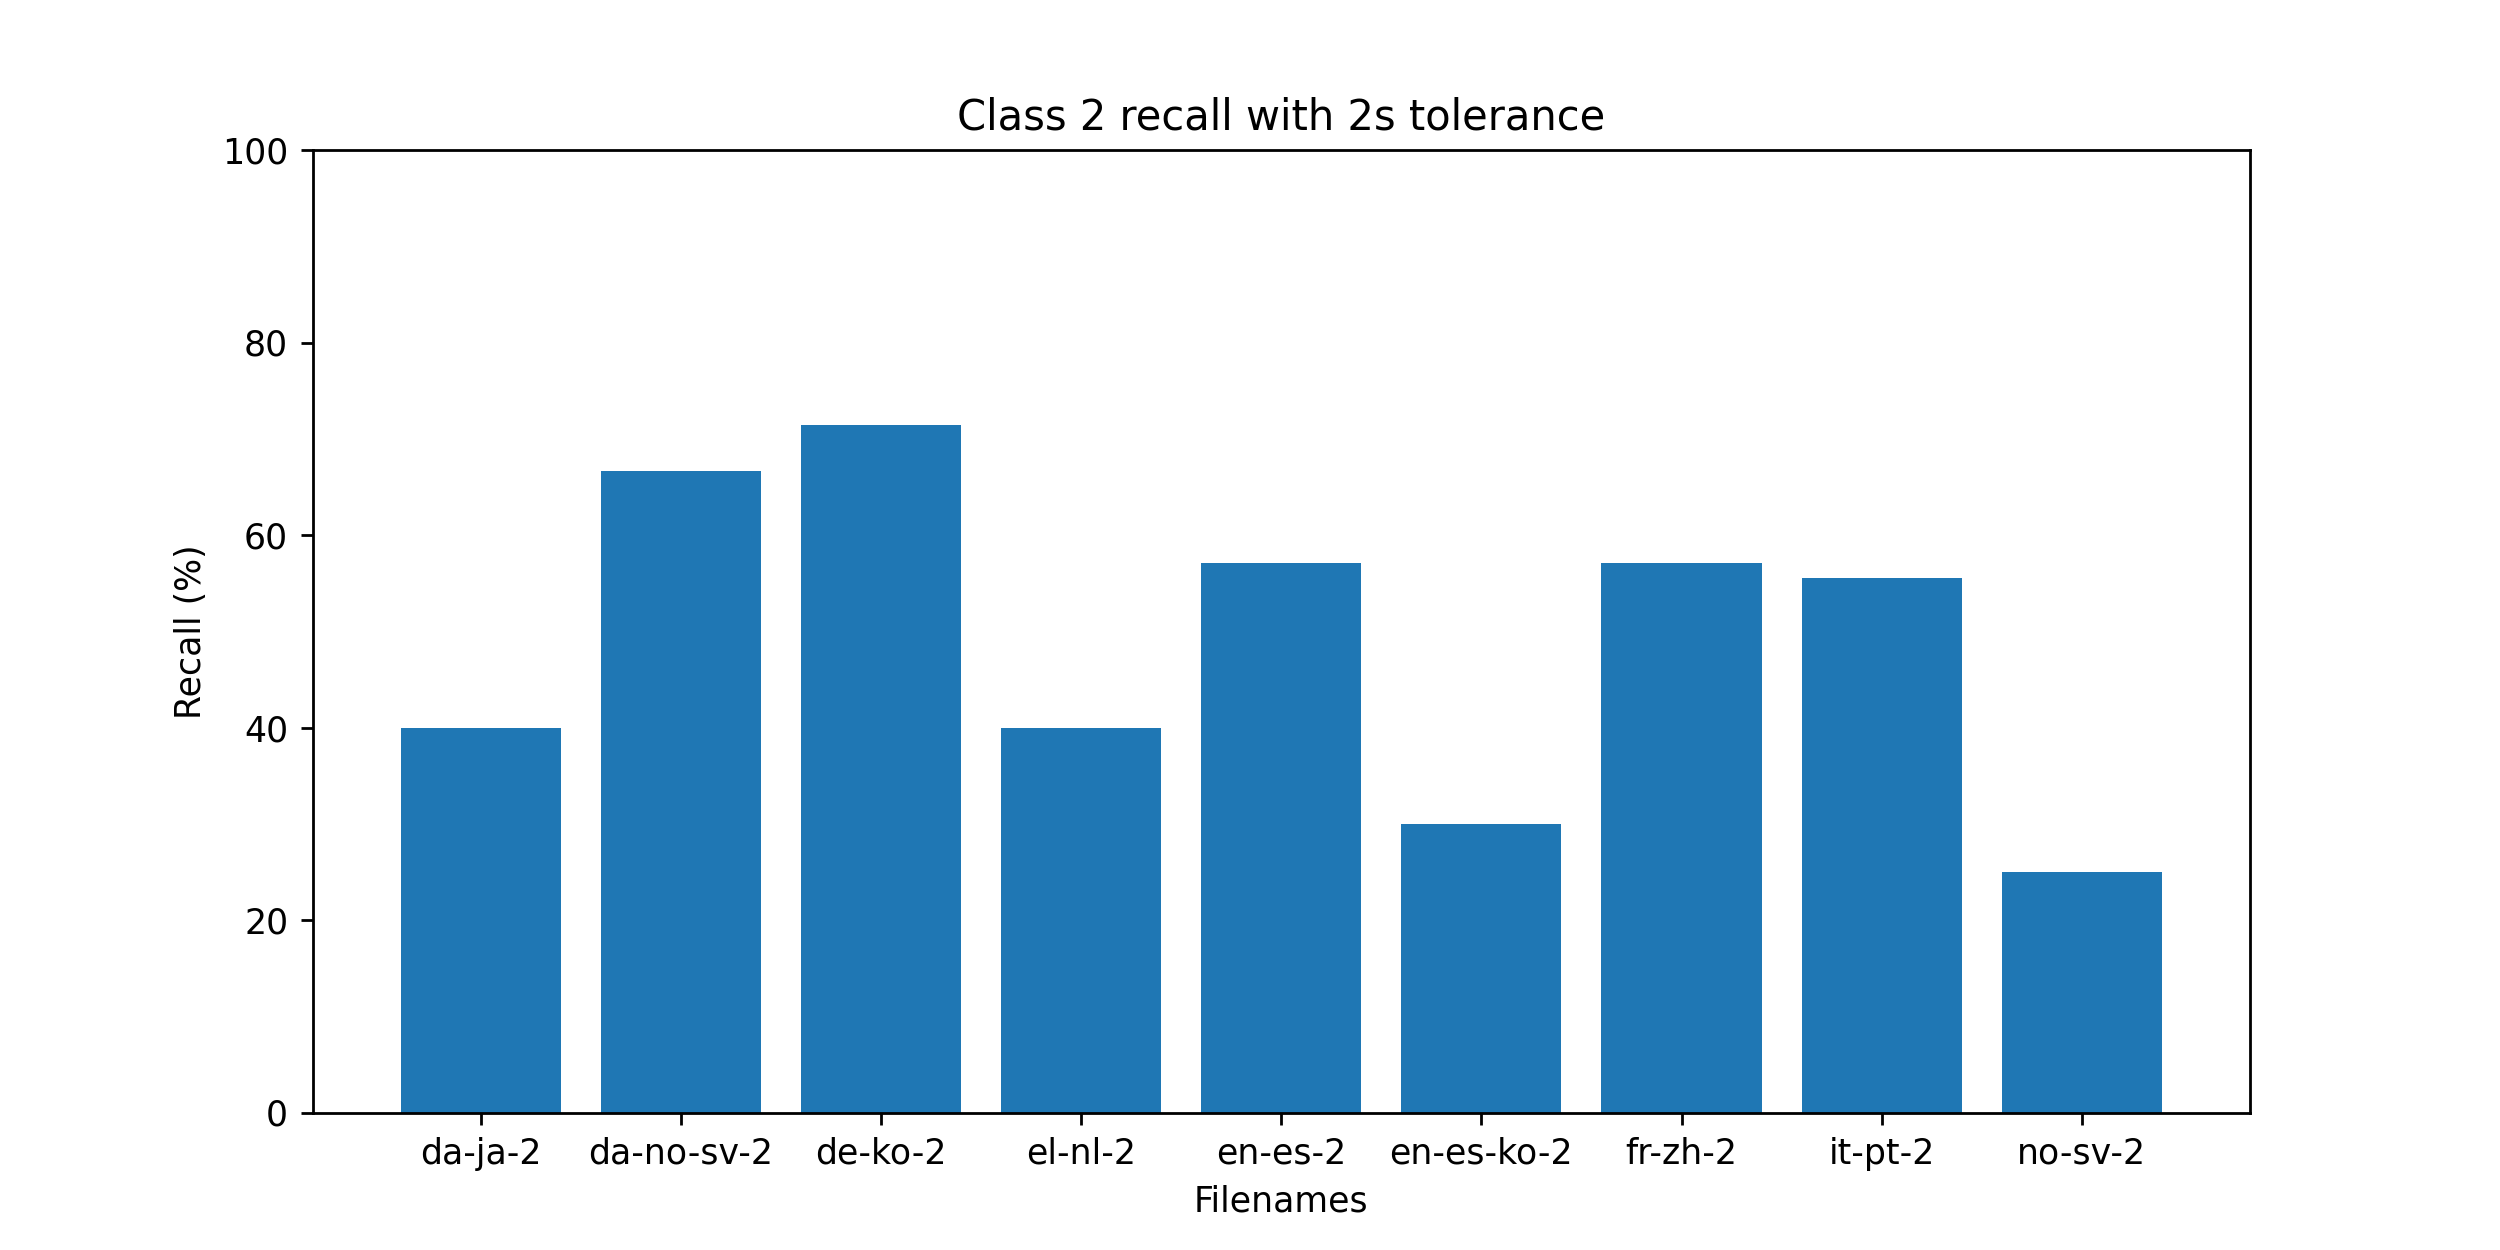 Class 2 recall with 2s tolerance
100
80
60
40
20
0
Recall (%)
da-ja-2 da-no-sv-2 de-ko-2 el-nl-2 en-es-2 en-es-ko-2 fr-zh-2 it-pt-2 no-sv-2
Filenames